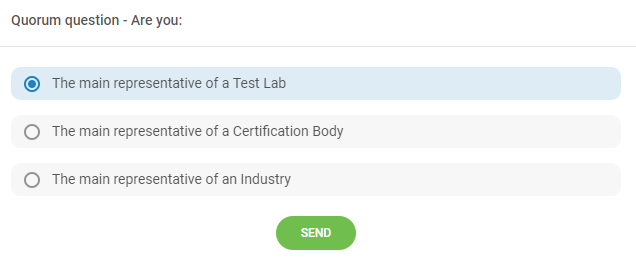 Quorum question - Are you:
The main representative of a Test Lab
The main representative of a Certification Body
The main representative of an Industry
SEND